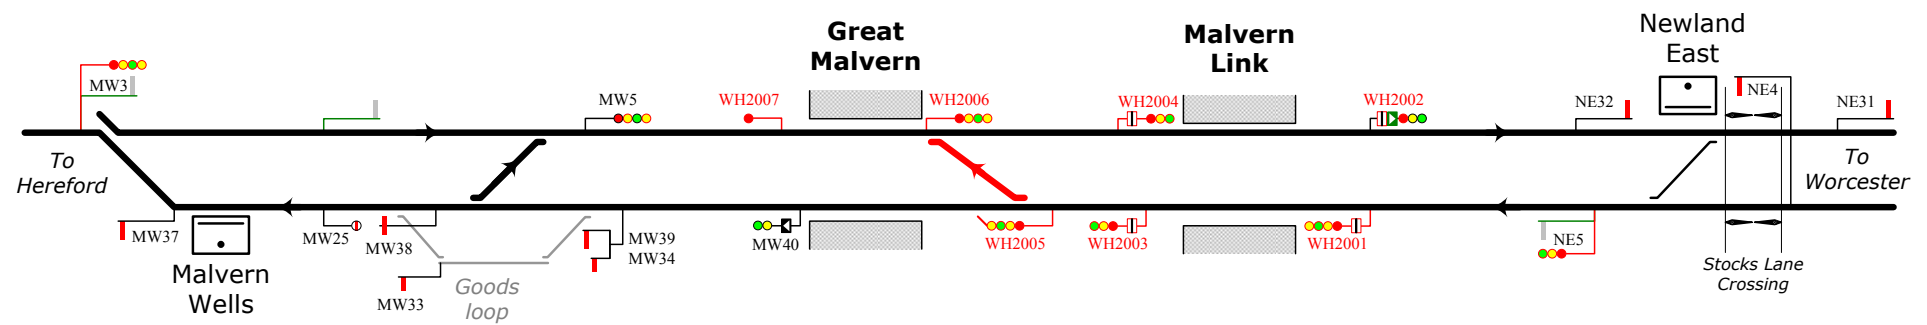 Great
Malvern
Malvern
Link
Newland
East
MW3
MW5
WH2007
WH2006
WH2004
WH2002
NE32
NE4
NE31
To
Hereford
To
Worcester
MW37
MW25
MW38
MW39
MW34
MW40
WH2005
WH2003
WH2001
NE5
Malvern
Wells
MW33
Goods
loop
Stocks Lane
Crossing